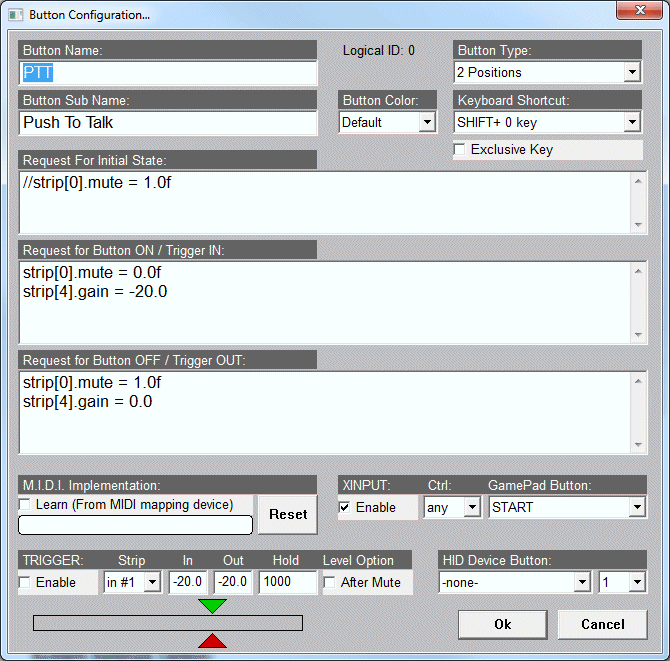 Button Configuration...
Button Name: Logical ID: 0 Button Type:
PTT 2 Positions
Button Sub Name: Button Color: Keyboard Shortcut:
Push To Talk Default SHIFT+ 0 key
Exclusive Key
Request For Initial State:
//strip[0].mute = 1.0f
Request for Button ON / Trigger IN:
strip[0].mute = 0.0f
strip[4].gain = -20.0
Request for Button OFF / Trigger OUT:
strip[0].mute = 1.0f
strip[4].gain = 0.0
M.I.D.I. Implementation: XINPUT: Ctrl: GamePad Button:
Learn (From MIDI mapping device) Reset Enable any START
TRIGGER: Strip In Out Hold Level Option HID Device Button:
Enable in #1 -20.0 -20.0 1000 After Mute -none- 1
Ok Cancel